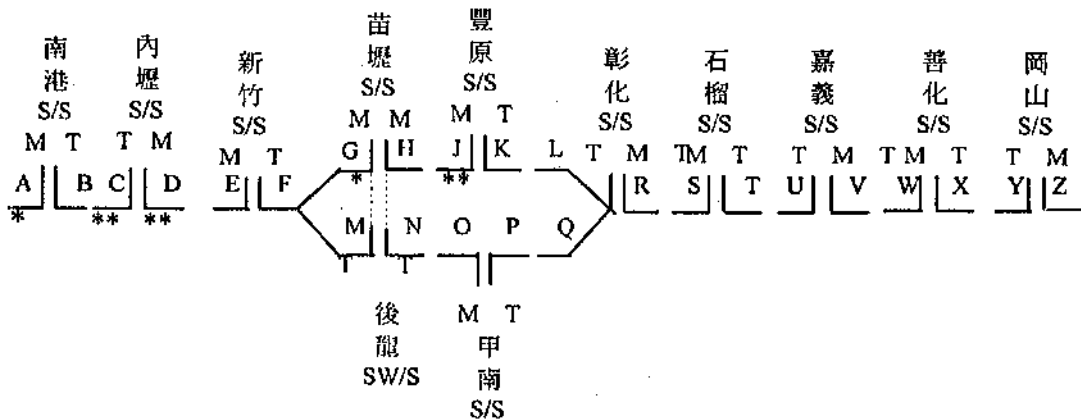 南港
S/S
M T
A B
*
內壢
S/S
T M
C D
** **
新竹
S/S
M T
E F
苗壢
S/S
M M
G H
*
豐原
S/S
M T
J K L
**
彰化
S/S
T M
R
石榴
S/S
TM T
S T
嘉義
S/S
T M
U V
善化
S/S
T M T
W X
岡山
S/S
T M
Y Z
M N O P Q
I T
後龍
SW/S
M T
甲南
S/S